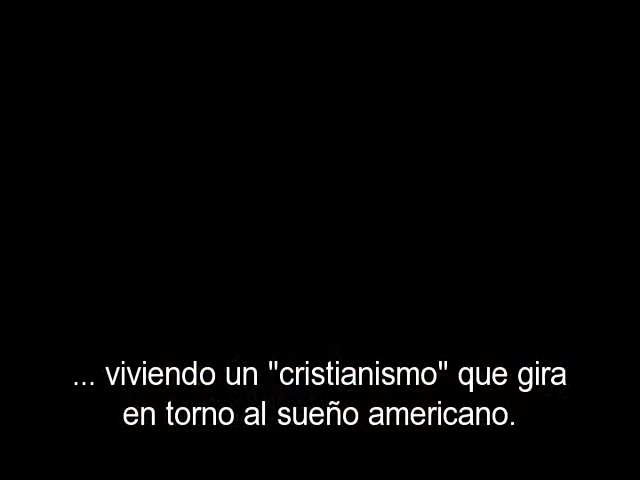 ... viviendo un "cristianismo" que gira
en torno al sueño americano.